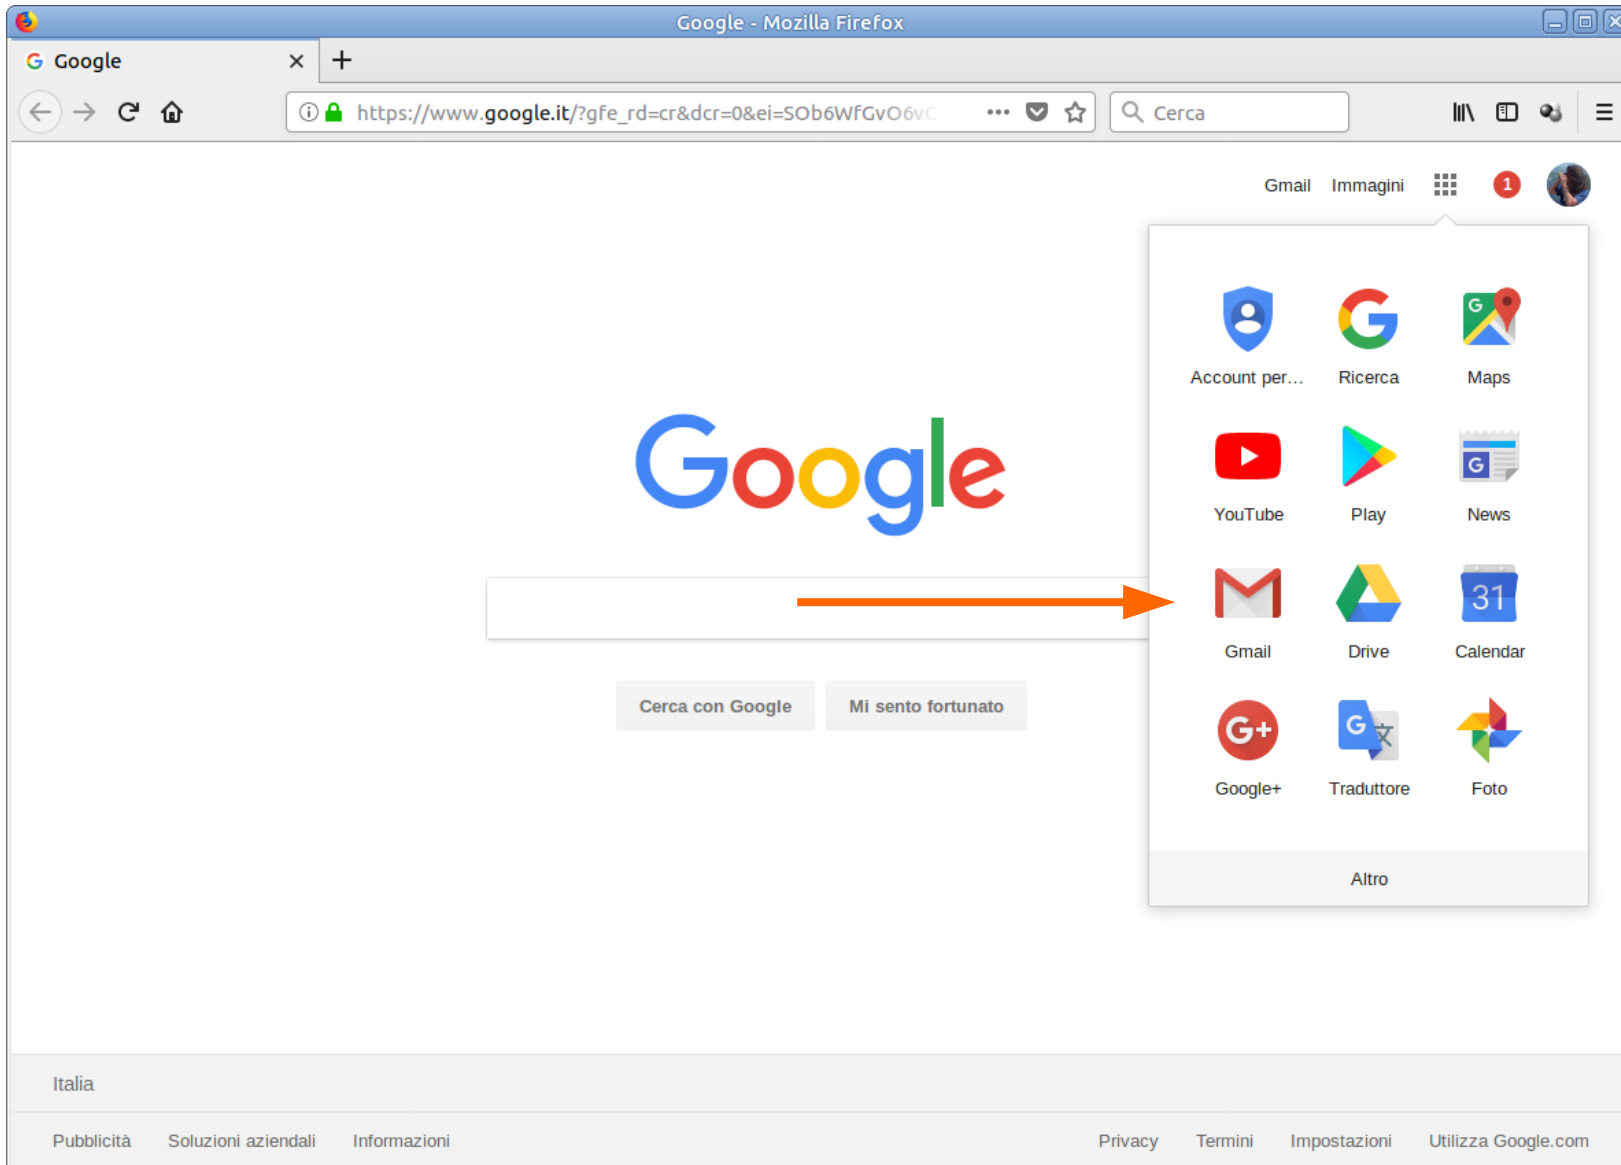 Google - Mozilla Firefox
Google
https://www.google.it/?gfe_rd=cr&dcr=0&ei=SOb6WfGvO6v
Cerca
Gmail Immagini 1
Account per... Ricerca Maps
YouTube Play News
Gmail Drive Calendar
Google+ Traduttore Foto
Altro
Google
Cerca con Google Mi sento fortunato
Italia
Pubblicità Soluzioni aziendali Informazioni Privacy Termini Impostazioni Utilizza Google.com